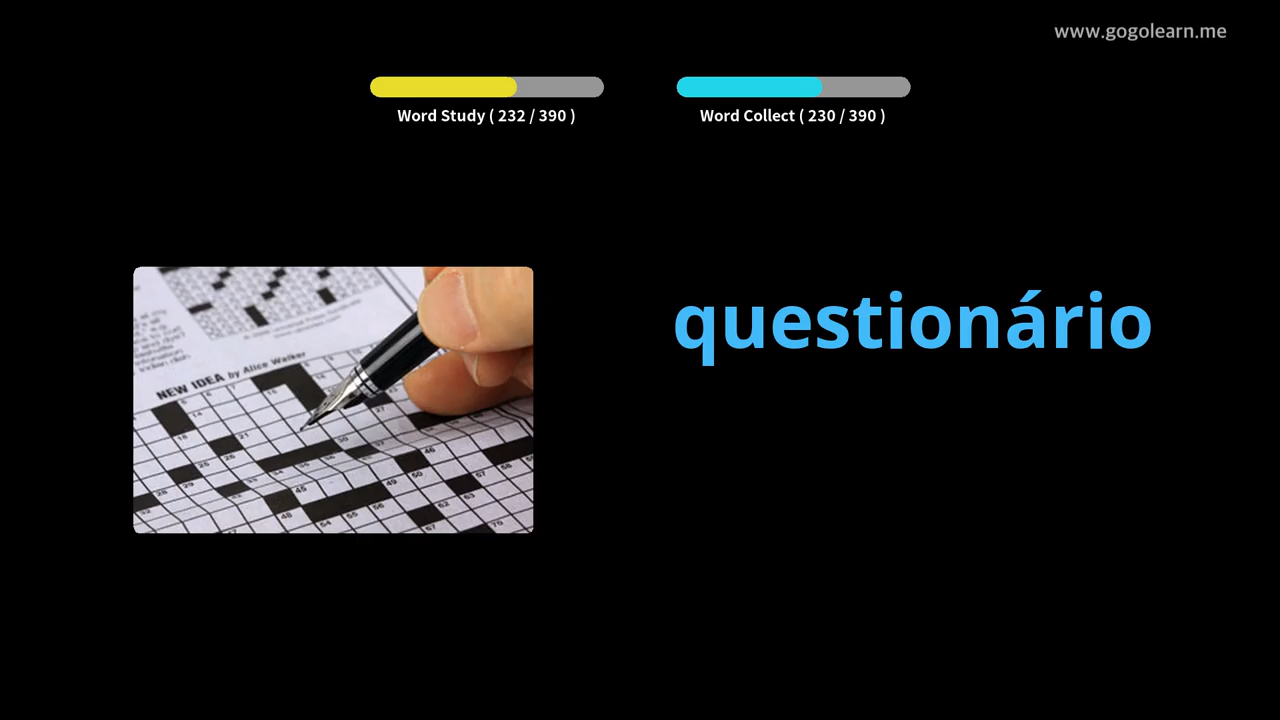 www.gogolearn.me
Word Study ( 232 / 390 )
Word Collect ( 230 / 390 )
questionário
NEW IDEA by Alice Walker